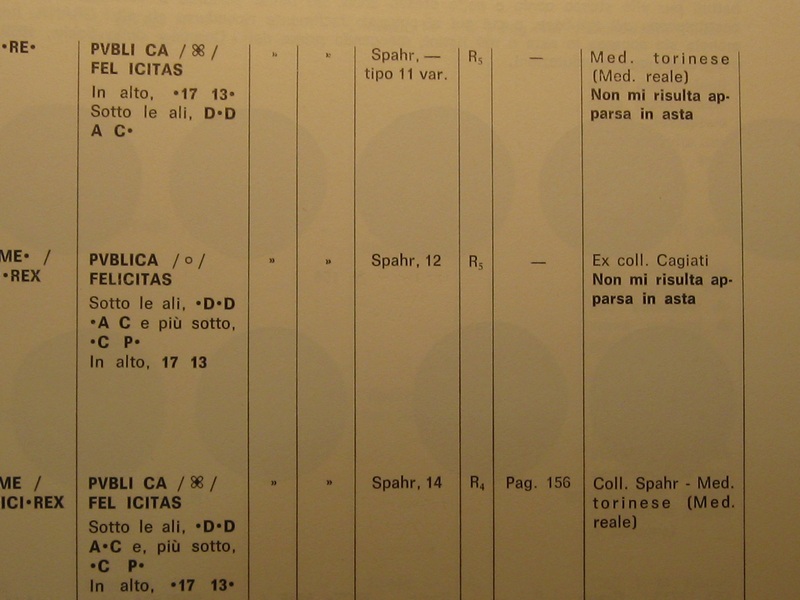 •RE•
PVBLI CA / ⌘ /
FEL ICITAS
In alto, •17 13•
Sotto le ali, D•D
A C•
» »
Spahr, —
tipo 11 var.
R5
—
Med. torinese
(Med. reale)
Non mi risulta ap-
parsa in asta
ME• /
•REX
PVBLICA / o /
FELICITAS
Sotto le ali, •D•D
•A C e più sotto,
•C P•
In alto, 17 13
» »
Spahr, 12
R5
—
Ex coll. Cagiati
Non mi risulta ap-
parsa in asta
ME /
ICI•REX
PVBLI CA / ⌘ /
FEL ICITAS
Sotto le ali, •D•D
A•C e, più sotto,
•C P•
In alto, •17 13•
» »
Spahr, 14
R4
Pag. 156
Coll. Spahr - Med.
torinese (Med.
reale)